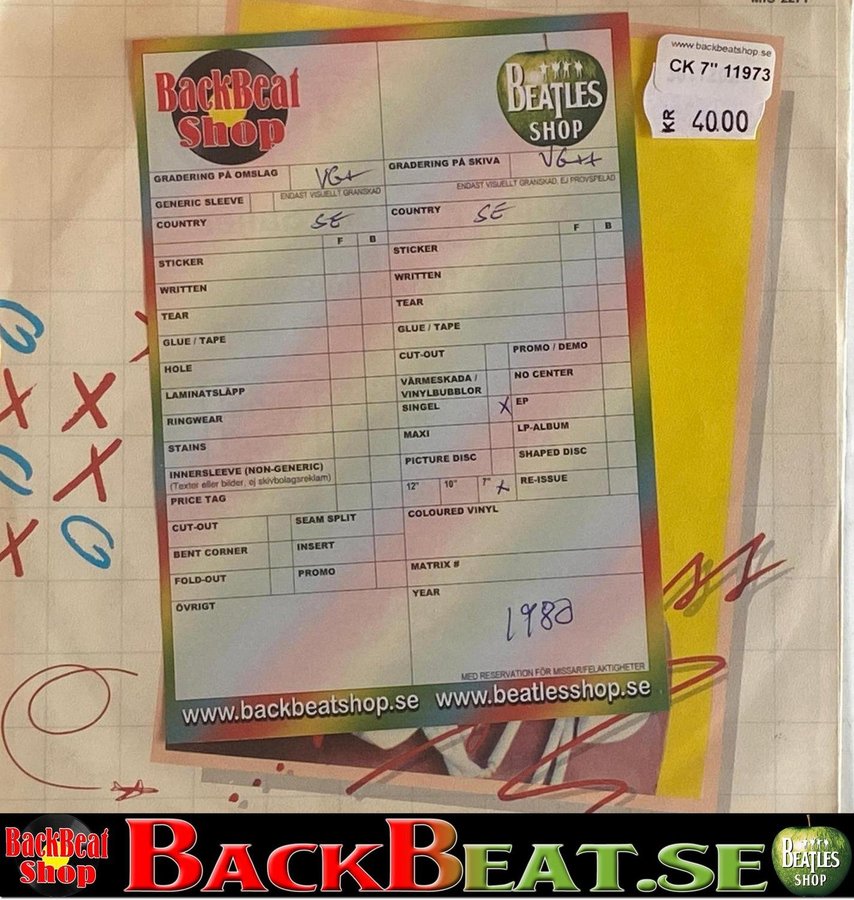 www.backbeatshop.se
CK 7" 11973
KR 40.00
BackBeat
Shop
BEATLES
SHOP
GRADERING PÅ OMSLAG VG+
ENDAST VISUELLT GRANSKAD
GENERIC SLEEVE
COUNTRY SE
F B
STICKER
WRITTEN
TEAR
GLUE / TAPE
HOLE
LAMINATSLÄPP
RINGWEAR
STAINS
INNERSLEEVE (NON-GENERIC)
(Texter eller bilder, ej skivbolagsreklam)
PRICE TAG
CUT-OUT SEAM SPLIT
BENT CORNER INSERT
FOLD-OUT PROMO
ÖVRIGT
GRADERING PÅ SKIVA VG++
ENDAST VISUELLT GRANSKAD, EJ PROVSPELAD
COUNTRY SE
F B
STICKER
WRITTEN
TEAR
GLUE / TAPE
CUT-OUT PROMO / DEMO
VÄRMESKADA / VINYLBUBBLOR NO CENTER
SINGEL X EP
MAXI LP-ALBUM
PICTURE DISC SHAPED DISC
12" 10" 7" X RE-ISSUE
COLOURED VINYL
MATRIX #
YEAR
1980
MED RESERVATION FÖR MISSAR/FELAKTIGHETER
www.backbeatshop.se www.beatlesshop.se
BackBeat
Shop
BACKBEAT.SE
BEATLES
SHOP